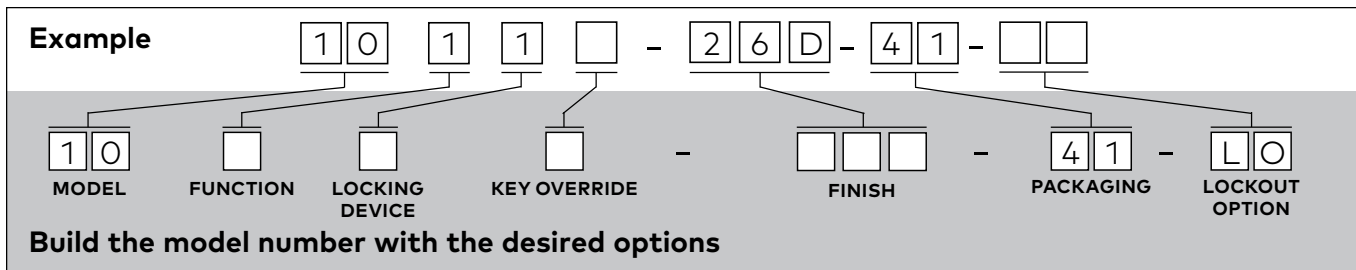 Example 1 0 1 1 - 2 6 D - 4 1 -
1 0 - - 4 1 - L O
MODEL FUNCTION LOCKING DEVICE KEY OVERRIDE FINISH PACKAGING LOCKOUT OPTION
Build the model number with the desired options